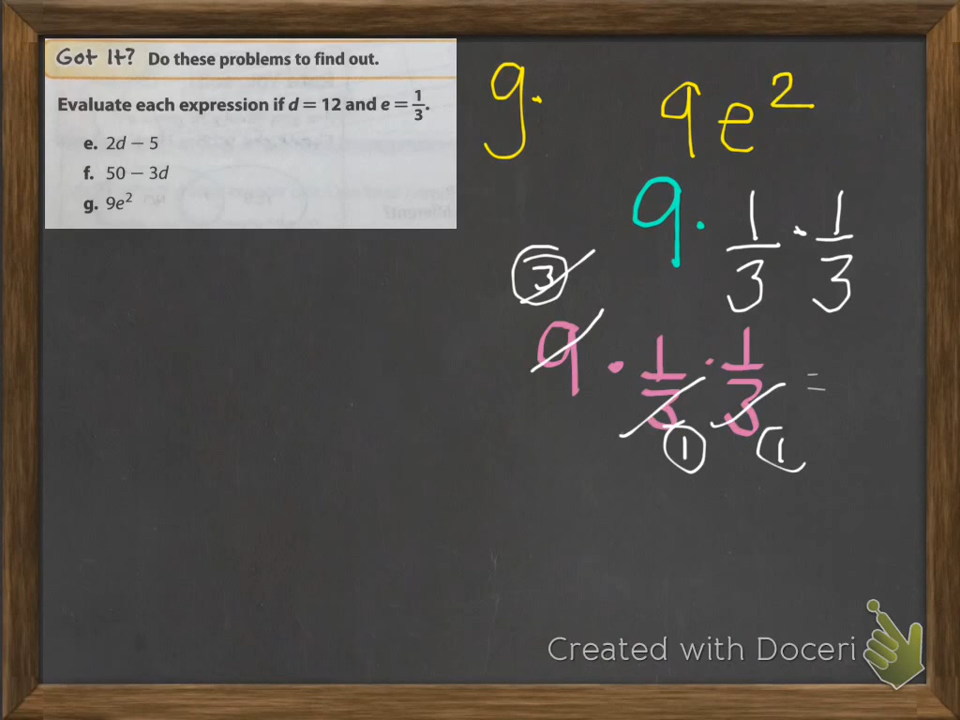 Got It? Do these problems to find out.
Evaluate each expression if d = 12 and e = 1/3.
e. 2d − 5
f. 50 − 3d
g. 9e²
g. 9e²
9 · 1/3 · 1/3
3
9 · 1/3 · 1/3 =
1 1
Created with Doceri